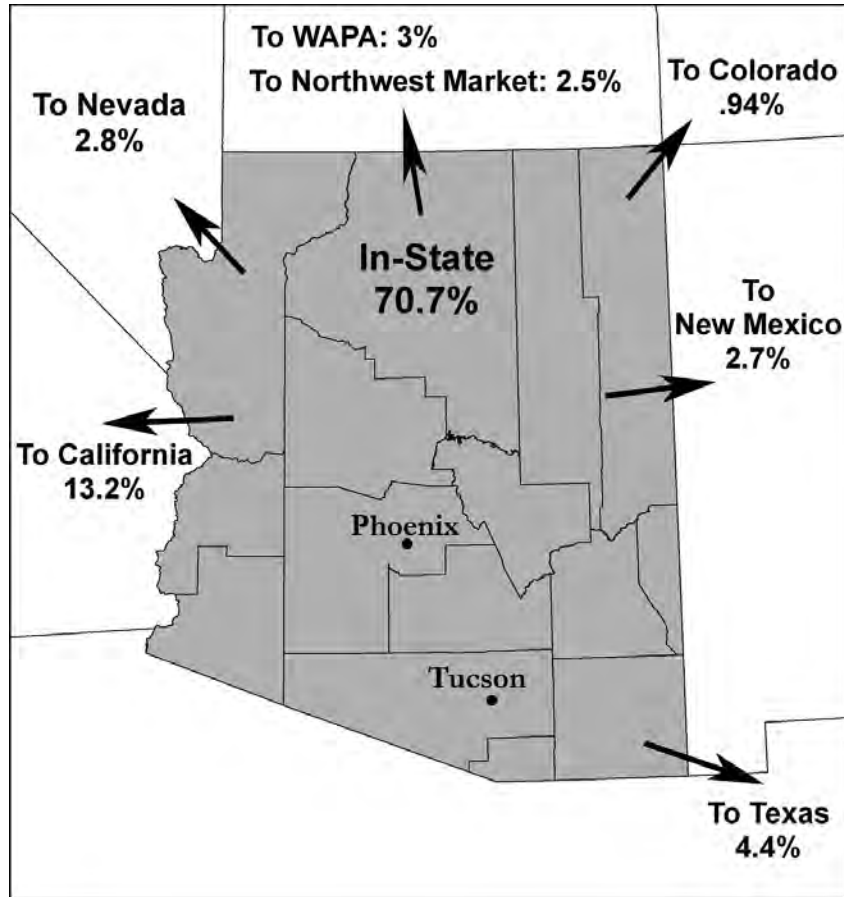 To WAPA: 3%
To Northwest Market: 2.5%
To Colorado
.94%
To Nevada
2.8%
In-State
70.7%
To
New Mexico
2.7%
To California
13.2%
Phoenix
Tucson
To Texas
4.4%